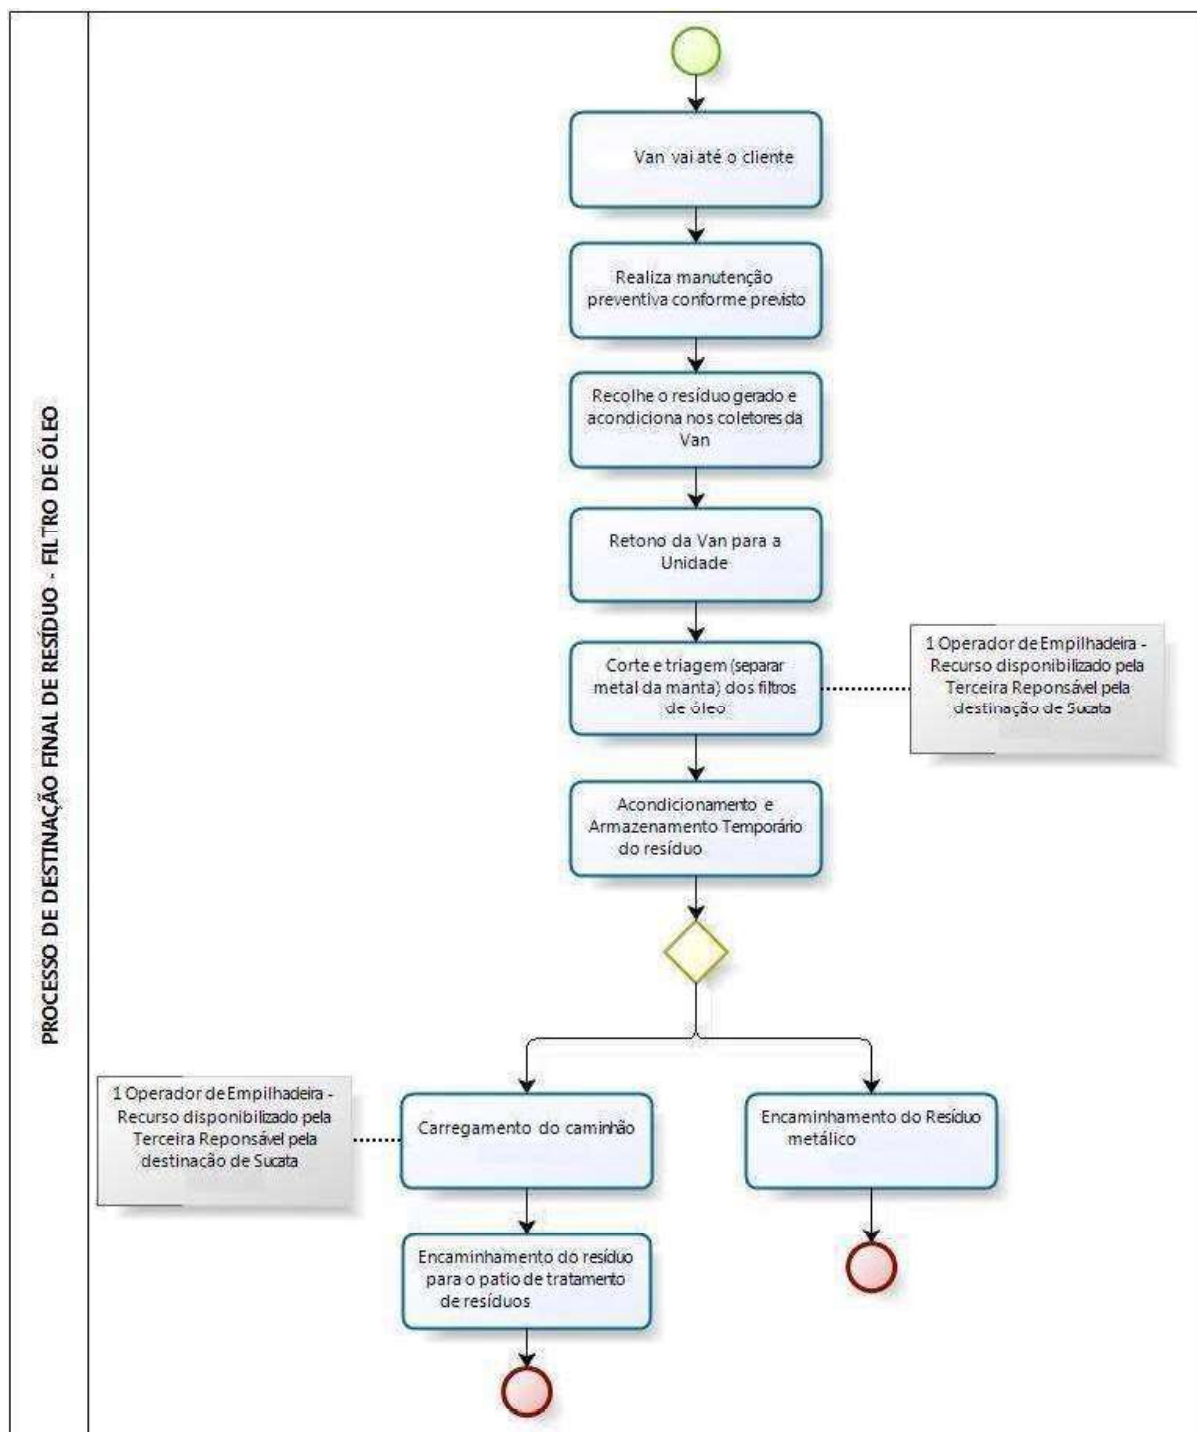 PROCESSO DE DESTINAÇÃO FINAL DE RESÍDUO - FILTRO DE ÓLEO
Van vai até o cliente
Realiza manutenção
preventiva conforme previsto
Recolhe o resíduo gerado e
acondiciona nos coletores da
Van
Retono da Van para a
Unidade
Corte e triagem (separar
metal da manta) dos filtros
de óleo
1 Operador de Empilhadeira -
Recurso disponibilizado pela
Terceira Reponsável pela
destinação de Sucata
Acondicionamento e
Armazenamento Temporário
do resíduo
1 Operador de Empilhadeira -
Recurso disponibilizado pela
Terceira Reponsável pela
destinação de Sucata
Carregamento do caminhão
Encaminhamento do Resíduo
metálico
Encaminhamento do resíduo
para o patio de tratamento
de resíduos